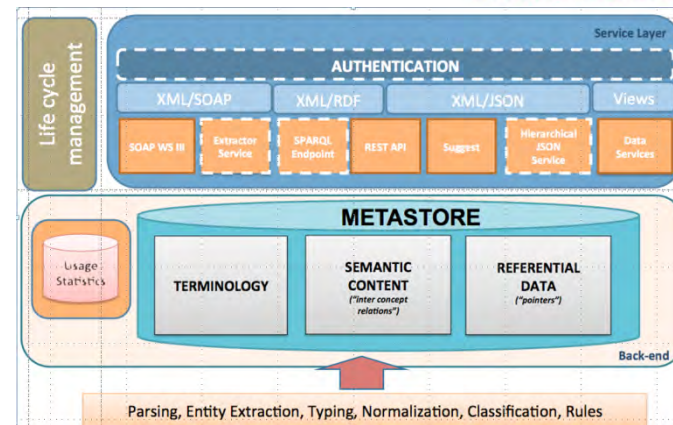 Service Layer
Life cycle
management
AUTHENTICATION
XML/SOAP
XML/RDF
XML/JSON
Views
SOAP WS III
Extractor
Service
SPARQL
Endpoint
REST API
Suggest
Hierarchical
JSON
Service
Data
Services
METASTORE
Usage
Statistics
TERMINOLOGY
SEMANTIC
CONTENT
("inter concept
relations")
REFERENTIAL
DATA
("pointers")
Back-end
Parsing, Entity Extraction, Typing, Normalization, Classification, Rules